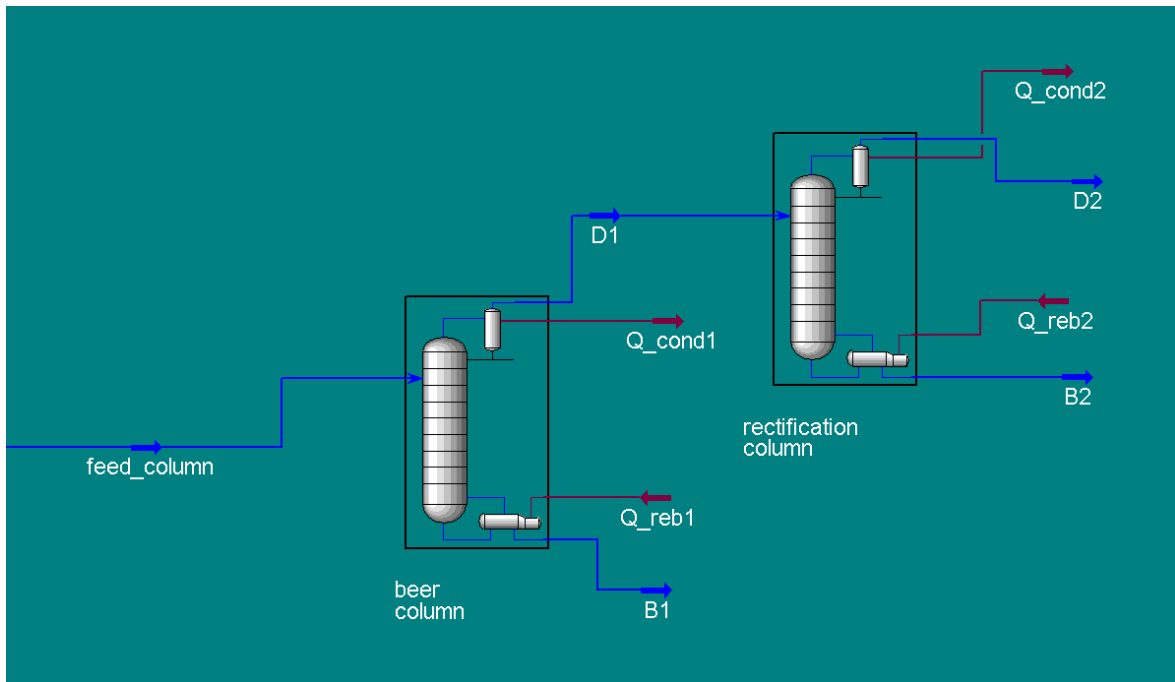 Q_cond2
D2
D1
Q_reb2
Q_cond1
B2
rectification
column
feed_column
Q_reb1
beer
column
B1